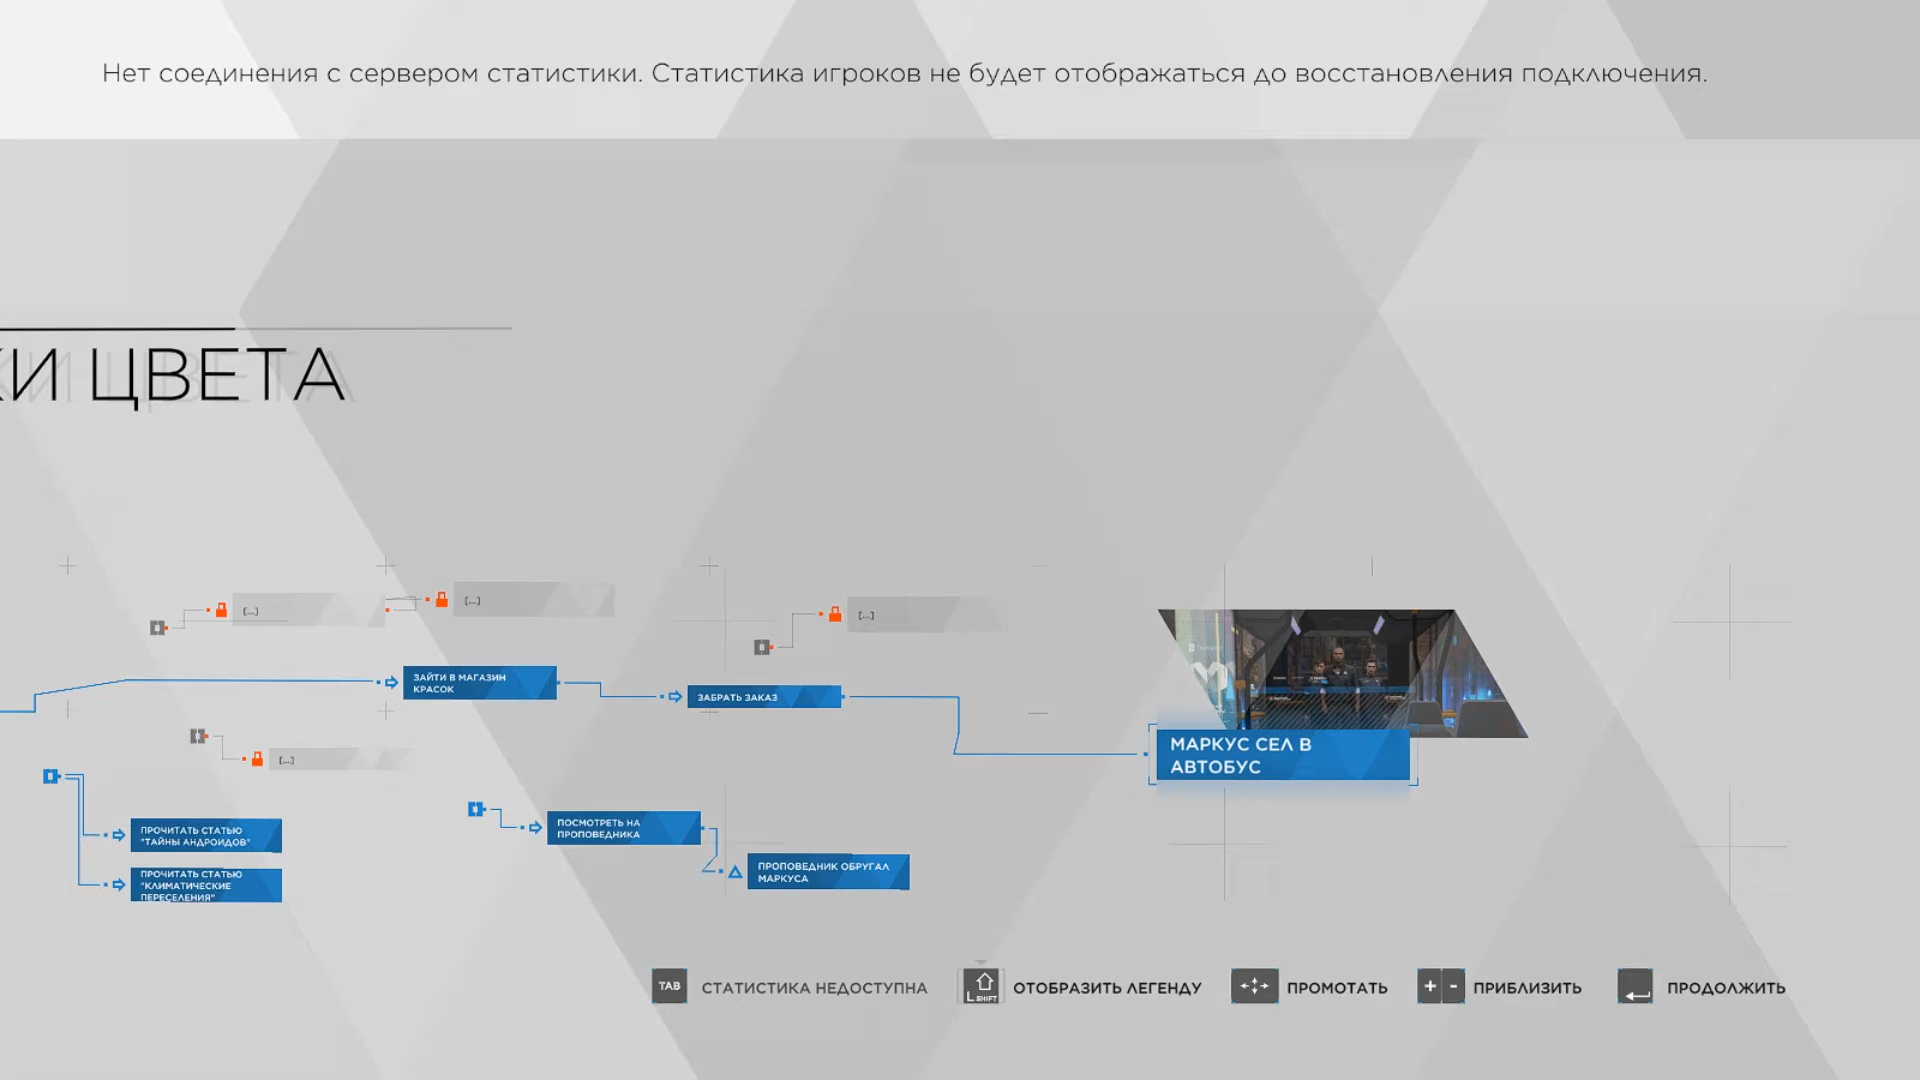 Нет соединения с сервером статистики. Статистика игроков не будет отображаться до восстановления подключения.
КИ ЦВЕТА
[...]
[...]
[...]
ЗАЙТИ В МАГАЗИН
КРАСОК
ЗАБРАТЬ ЗАКАЗ
МАРКУС СЕЛ В
АВТОБУС
[...]
ПРОЧИТАТЬ СТАТЬЮ
"ТАЙНЫ АНДРОИДОВ"
ПРОЧИТАТЬ СТАТЬЮ
"КЛИМАТИЧЕСКИЕ
ПЕРЕСЕЛЕНИЯ"
ПОСМОТРЕТЬ НА
ПРОПОВЕДНИКА
ПРОПОВЕДНИК ОБРУГАЛ
МАРКУСА
TAB СТАТИСТИКА НЕДОСТУПНА L SHIFT ОТОБРАЗИТЬ ЛЕГЕНДУ ПРОМОТАТЬ + - ПРИБЛИЗИТЬ ПРОДОЛЖИТЬ